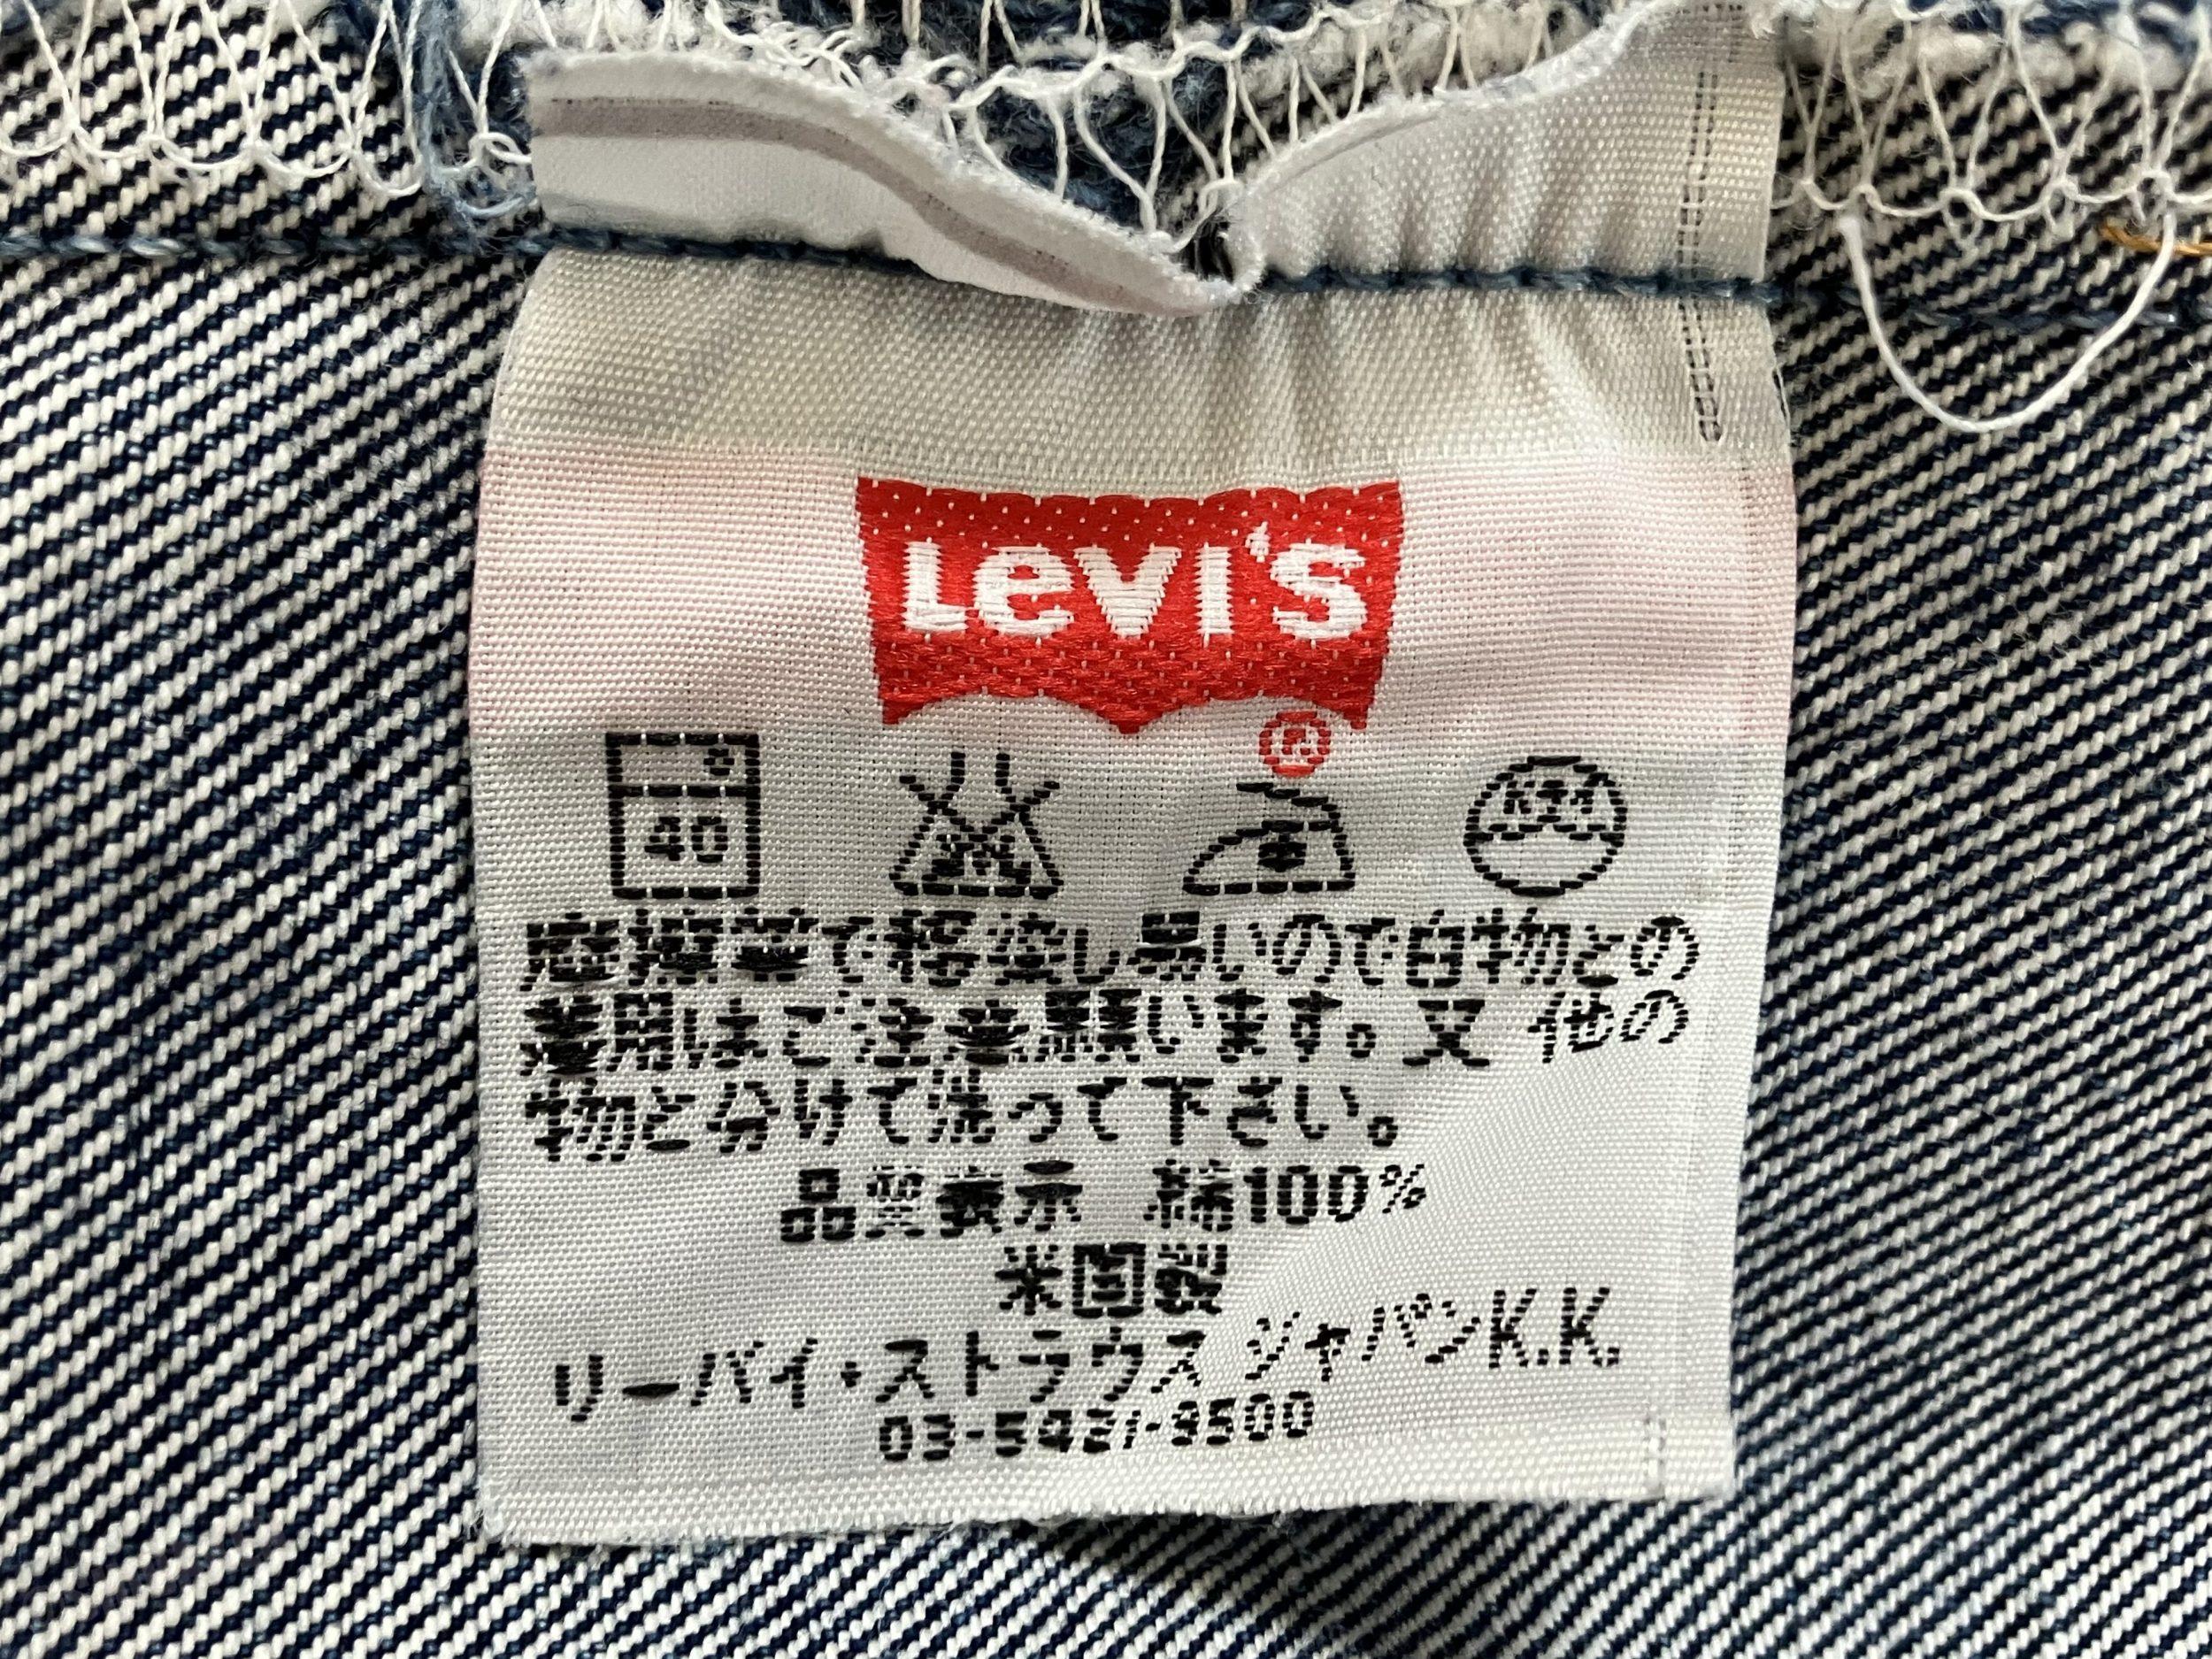 Levi's
®
40
ドライ
摩擦等で移染し易いので白物との
着用はご注意願います。又 他の
物と分けて洗って下さい。
品質表示 綿100%
米国製
リーバイ・ストラウス ジャパンK.K.
03-5421-9500